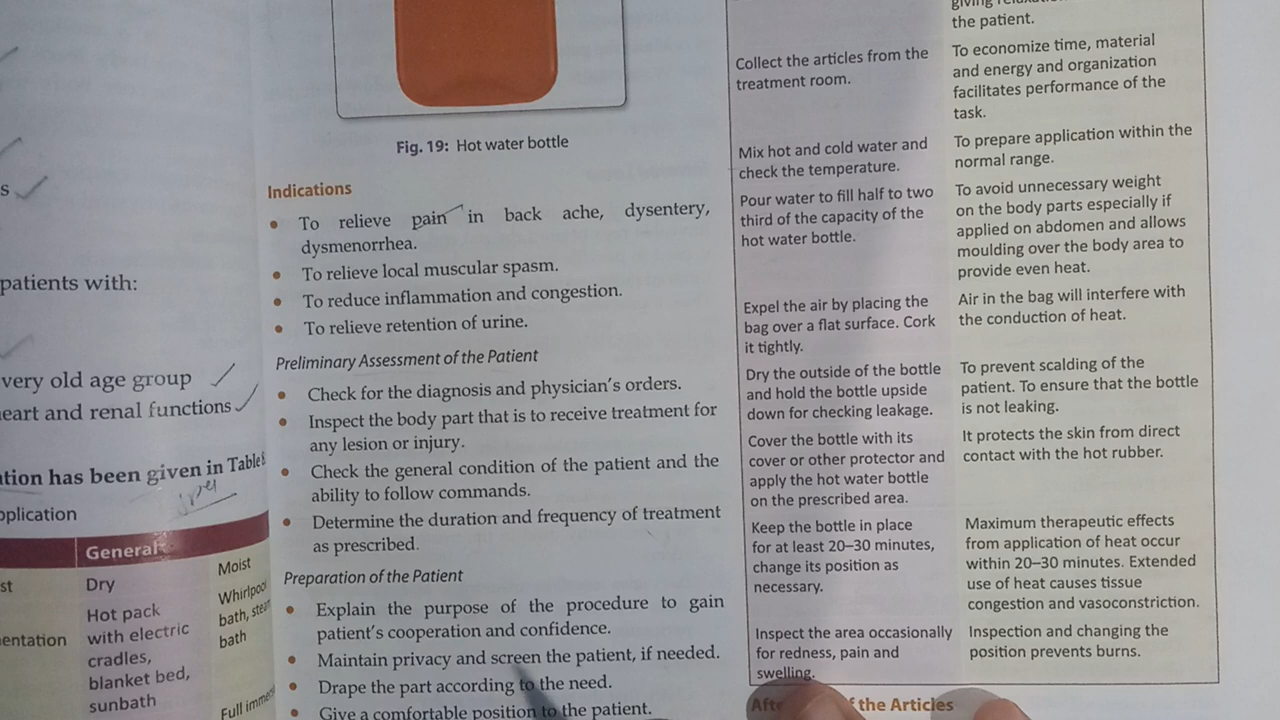 s
patients with:
very old age group
eart and renal functions
tion has been given in Table
pplication
General
st
Dry
Moist
Hot pack
with electric
cradles,
blanket bed,
sunbath
Whirlpool
bath, steam
bath
entation
Full imme
Fig. 19: Hot water bottle
Indications
• To relieve pain in back ache, dysentery,
dysmenorrhea.
• To relieve local muscular spasm.
• To reduce inflammation and congestion.
• To relieve retention of urine.
Preliminary Assessment of the Patient
• Check for the diagnosis and physician's orders.
• Inspect the body part that is to receive treatment for
any lesion or injury.
• Check the general condition of the patient and the
ability to follow commands.
• Determine the duration and frequency of treatment
as prescribed.
Preparation of the Patient
• Explain the purpose of the procedure to gain
patient's cooperation and confidence.
• Maintain privacy and screen the patient, if needed.
• Drape the part according to the need.
• Give a comfortable position to the patient.
giving
the patient.
Collect the articles from the
treatment room.
To economize time, material
and energy and organization
facilitates performance of the
task.
Mix hot and cold water and
check the temperature.
To prepare application within the
normal range.
Pour water to fill half to two
third of the capacity of the
hot water bottle.
To avoid unnecessary weight
on the body parts especially if
applied on abdomen and allows
moulding over the body area to
provide even heat.
Expel the air by placing the
bag over a flat surface. Cork
it tightly.
Air in the bag will interfere with
the conduction of heat.
Dry the outside of the bottle
and hold the bottle upside
down for checking leakage.
To prevent scalding of the
patient. To ensure that the bottle
is not leaking.
Cover the bottle with its
cover or other protector and
apply the hot water bottle
on the prescribed area.
It protects the skin from direct
contact with the hot rubber.
Keep the bottle in place
for at least 20–30 minutes,
change its position as
necessary.
Maximum therapeutic effects
from application of heat occur
within 20–30 minutes. Extended
use of heat causes tissue
congestion and vasoconstriction.
Inspect the area occasionally
for redness, pain and
swelling.
Inspection and changing the
position prevents burns.
Afte
the Articles